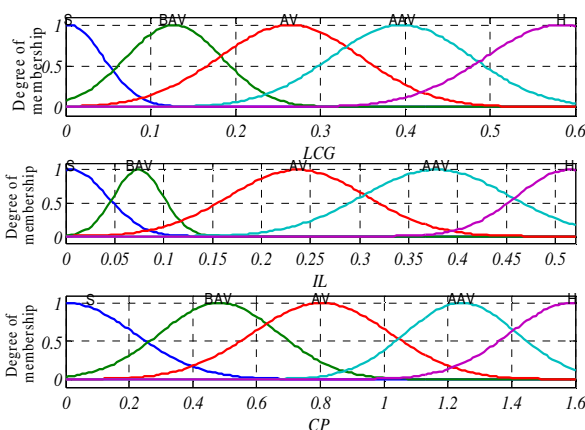 S BAV AV AAV H
1
0.5
0
Degree of
membership
0 0.1 0.2 0.3 0.4 0.5 0.6
LCG
S BAV AV AAV H
1
0.5
0
Degree of
membership
0 0.05 0.1 0.15 0.2 0.25 0.3 0.35 0.4 0.45 0.5
IL
S BAV AV AAV H
1
0.5
0
Degree of
membership
0 0.2 0.4 0.6 0.8 1 1.2 1.4 1.6
CP